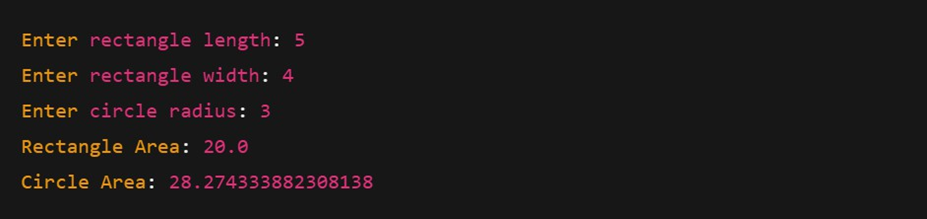 Enter rectangle length: 5
Enter rectangle width: 4
Enter circle radius: 3
Rectangle Area: 20.0
Circle Area: 28.274333882308138